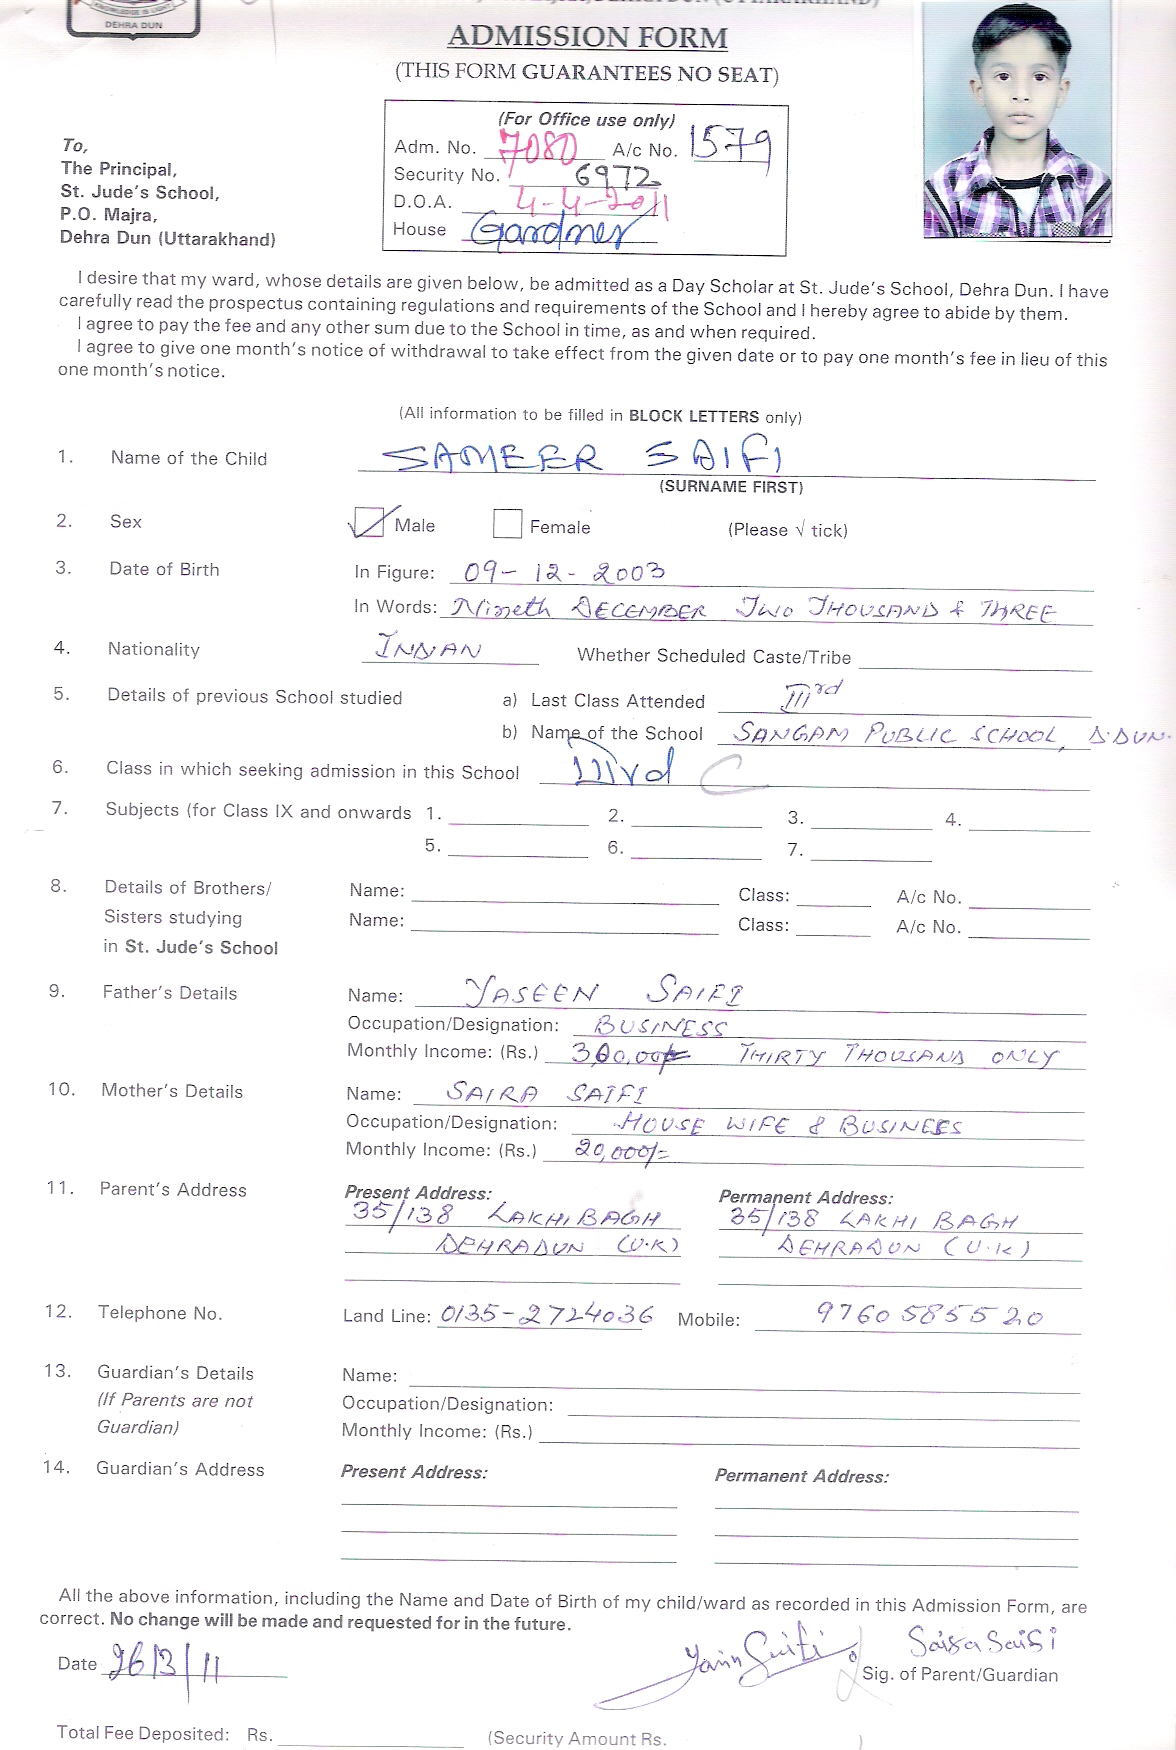 DEHRA DUN
ADMISSION FORM
(THIS FORM GUARANTEES NO SEAT)
(For Office use only)
Adm. No. 7080 A/c No. 1579
Security No. 6972
D.O.A. 4-4-2011
House Gardner
To,
The Principal,
St. Jude's School,
P.O. Majra,
Dehra Dun (Uttarakhand)
I desire that my ward, whose details are given below, be admitted as a Day Scholar at St. Jude's School, Dehra Dun. I have
carefully read the prospectus containing regulations and requirements of the School and I hereby agree to abide by them.
I agree to pay the fee and any other sum due to the School in time, as and when required.
I agree to give one month's notice of withdrawal to take effect from the given date or to pay one month's fee in lieu of this
one month's notice.
(All information to be filled in BLOCK LETTERS only)
1. Name of the Child SAMEER SAIFI
(SURNAME FIRST)
2. Sex Male Female (Please √ tick)
3. Date of Birth In Figure: 09-12-2003
In Words: Nineth DECEMBER TWO THOUSAND & THREE
4. Nationality INDIAN Whether Scheduled Caste/Tribe
5. Details of previous School studied a) Last Class Attended IIIrd
b) Name of the School SANGAM PUBLIC SCHOOL, D.DUN.
6. Class in which seeking admission in this School IIIrd C
7. Subjects (for Class IX and onwards 1. 2. 3. 4.
5. 6. 7.
8. Details of Brothers/ Name: Class: A/c No.
Sisters studying Name: Class: A/c No.
in St. Jude's School
9. Father's Details Name: YASEEN SAIFI
Occupation/Designation: BUSINESS
Monthly Income: (Rs.) THIRTY THOUSAND ONLY
10. Mother's Details Name: SAIRA SAIFI
Occupation/Designation: HOUSE WIFE & BUSINEES
Monthly Income: (Rs.) 20,000/=
11. Parent's Address Present Address: Permanent Address:
35/138 LAKHI BAGH 35/138 LAKHI BAGH
DEHRADUN (U.K) DEHRADUN (U.K)
12. Telephone No. Land Line: 0135-2724036 Mobile: 9760585520
13. Guardian's Details Name:
(If Parents are not Occupation/Designation:
Guardian) Monthly Income: (Rs.)
14. Guardian's Address Present Address: Permanent Address:
All the above information, including the Name and Date of Birth of my child/ward as recorded in this Admission Form, are
correct. No change will be made and requested for in the future.
Date 26/3/11 Saira Saifi
Sig. of Parent/Guardian
Total Fee Deposited: Rs. (Security Amount Rs. )